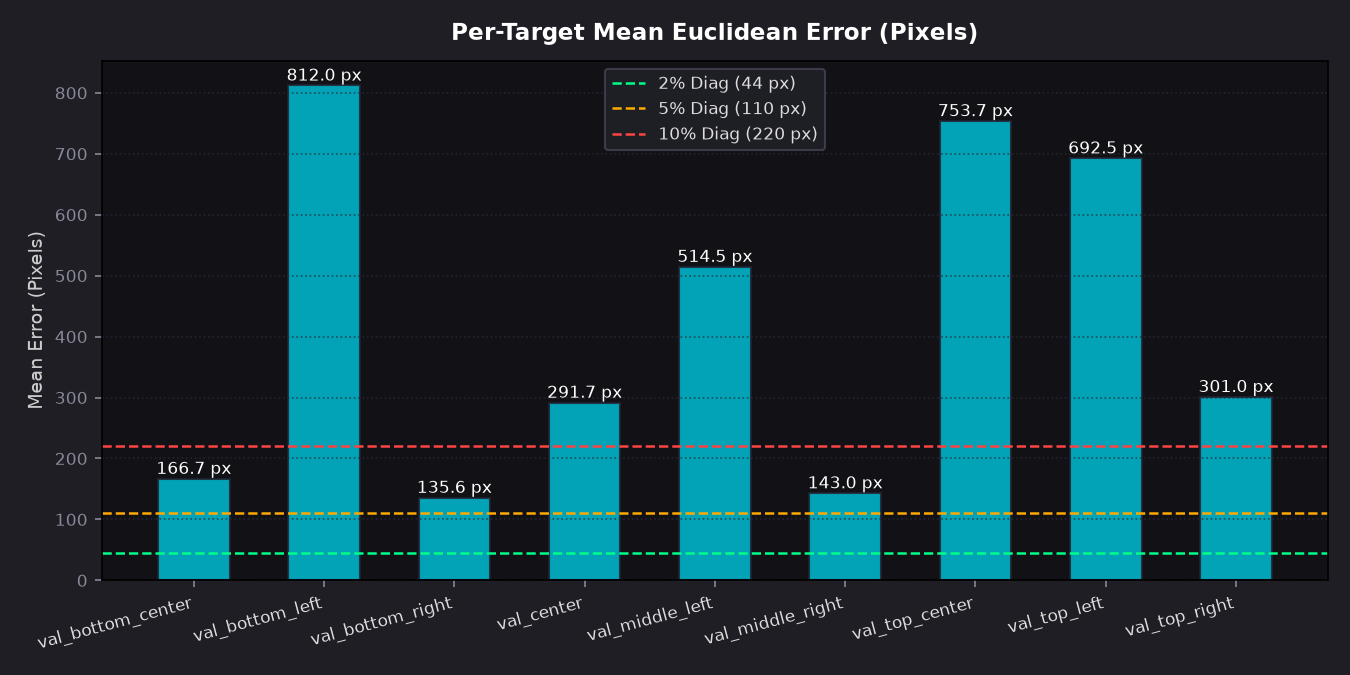 Per-Target Mean Euclidean Error (Pixels)
2% Diag (44 px)
5% Diag (110 px)
10% Diag (220 px)
Mean Error (Pixels)
800
700
600
500
400
300
200
100
0
166.7 px
812.0 px
135.6 px
291.7 px
514.5 px
143.0 px
753.7 px
692.5 px
301.0 px
val_bottom_center
val_bottom_left
val_bottom_right
val_center
val_middle_left
val_middle_right
val_top_center
val_top_left
val_top_right